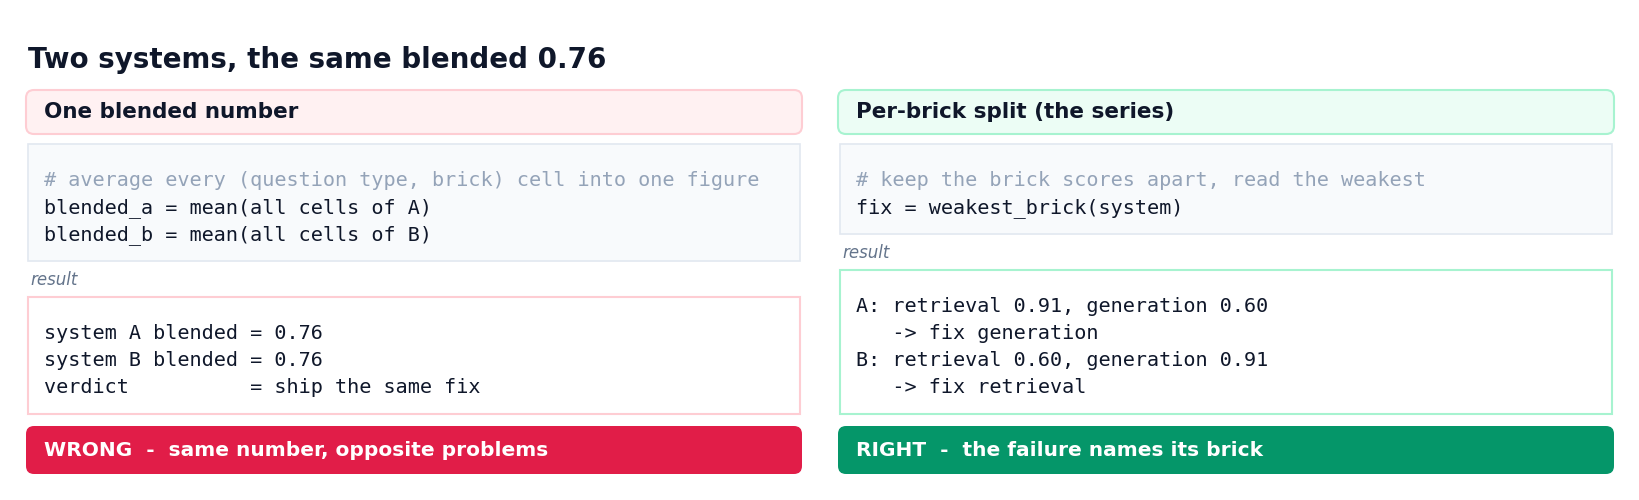 Two systems, the same blended 0.76
One blended number
# average every (question type, brick) cell into one figure
blended_a = mean(all cells of A)
blended_b = mean(all cells of B)
result
system A blended = 0.76
system B blended = 0.76
verdict          = ship the same fix
WRONG  -  same number, opposite problems
Per-brick split (the series)
# keep the brick scores apart, read the weakest
fix = weakest_brick(system)
result
A: retrieval 0.91, generation 0.60
   -> fix generation
B: retrieval 0.60, generation 0.91
   -> fix retrieval
RIGHT  -  the failure names its brick